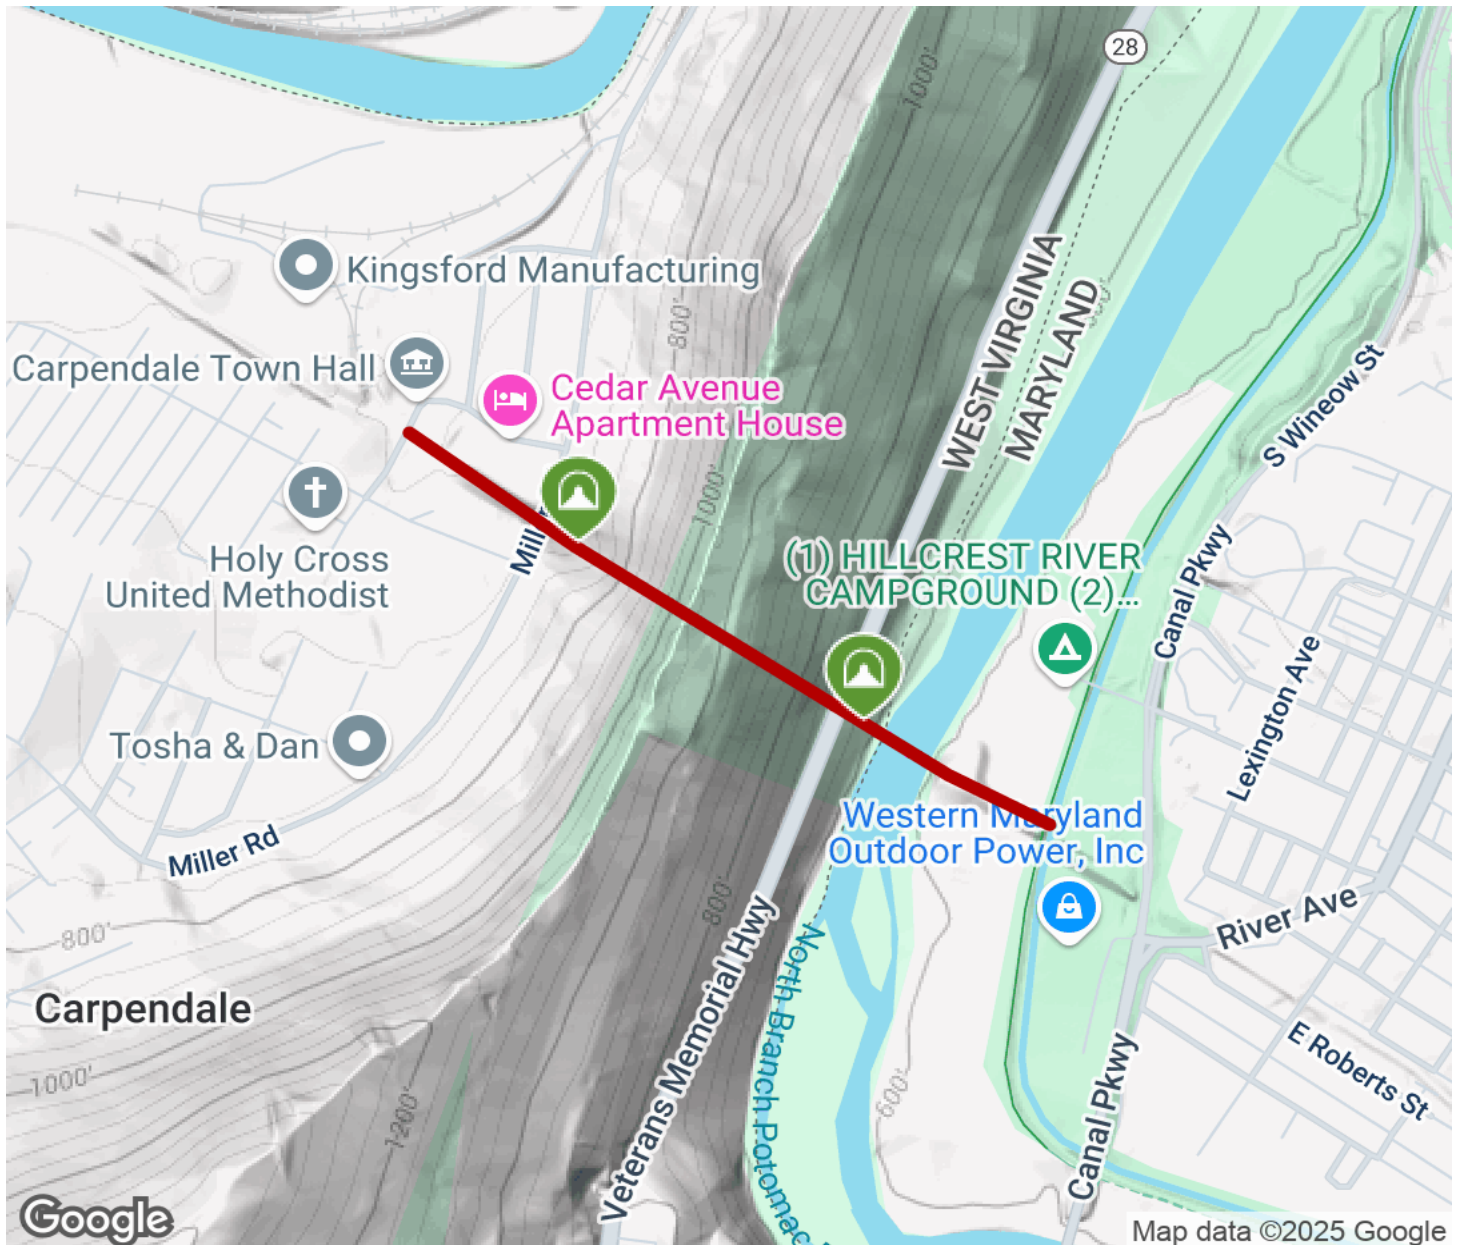 28
1000'
Kingsford Manufacturing
WEST VIRGINIA
MARYLAND
800'
Carpendale Town Hall
Cedar Avenue
Apartment House
S Wineow St
1000'
Holy Cross
United Methodist
(1) HILLCREST RIVER
CAMPGROUND (2)...
Canal Pkwy
Lexington Ave
Tosha & Dan
Western Maryland
Outdoor Power, Inc
Miller Rd
800'
800'
River Ave
Veterans Memorial Hwy
North Branch Potomac
Carpendale
1000'
1200'
600'
E Roberts St
Canal Pkwy
Google
Map data ©2025 Google